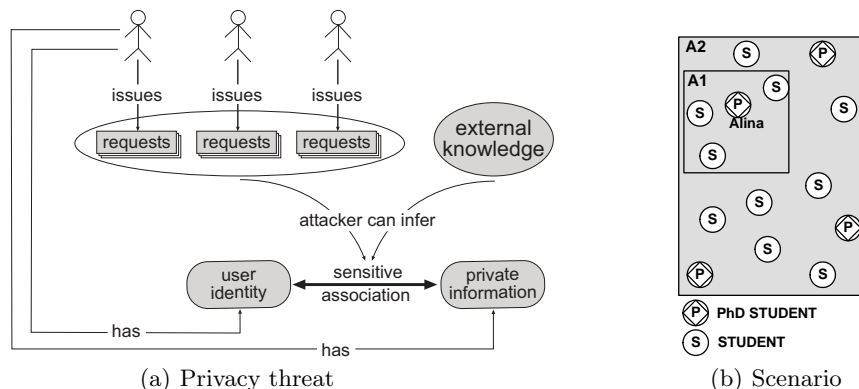 issues
issues
issues
requests
requests
requests
external
knowledge
attacker can infer
user
identity
sensitive
association
private
information
has
has
(a) Privacy threat
A2
S
P
A1
S
P
S
S
Alina
S
S
S
S
P
S
P
S
P PhD STUDENT
S STUDENT
(b) Scenario